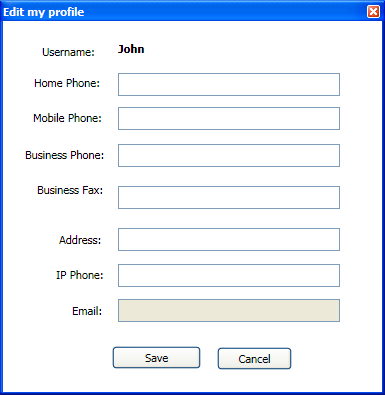 Edit my profile
Username: John
Home Phone:
Mobile Phone:
Business Phone:
Business Fax:
Address:
IP Phone:
Email:
Save Cancel